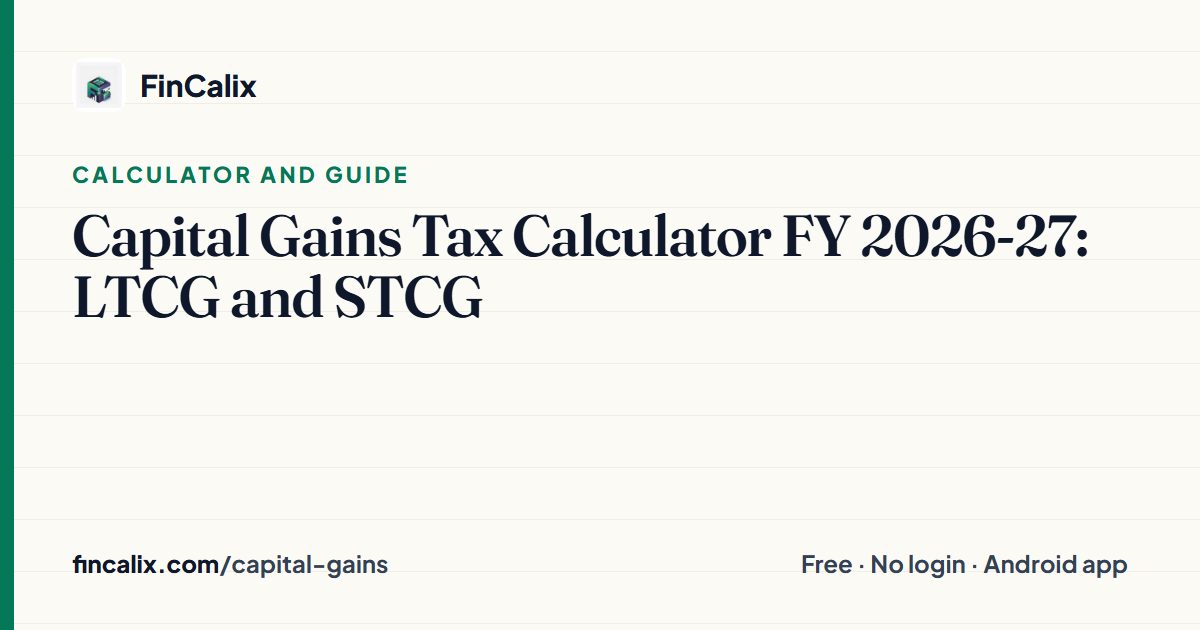 FinCalix
CALCULATOR AND GUIDE
Capital Gains Tax Calculator FY 2026-27:
LTCG and STCG
fincalix.com/capital-gains
Free · No login · Android app